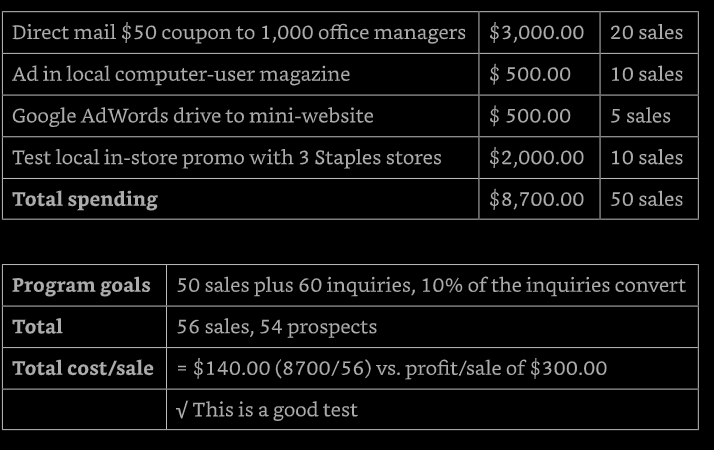 Direct mail $50 coupon to 1,000 office managers $3,000.00 20 sales
Ad in local computer-user magazine $ 500.00 10 sales
Google AdWords drive to mini-website $ 500.00 5 sales
Test local in-store promo with 3 Staples stores $2,000.00 10 sales
Total spending $8,700.00 50 sales
Program goals 50 sales plus 60 inquiries, 10% of the inquiries convert
Total 56 sales, 54 prospects
Total cost/sale = $140.00 (8700/56) vs. profit/sale of $300.00
√ This is a good test